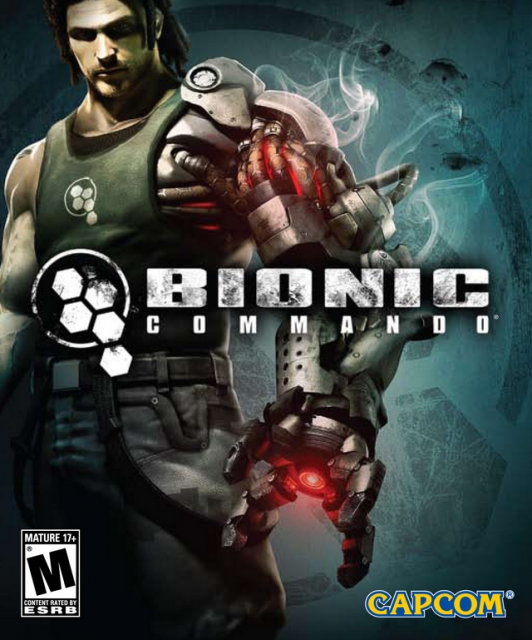 BIONIC
COMMANDO®
MATURE 17+
M®
CONTENT RATED BY
ESRB
CAPCOM®